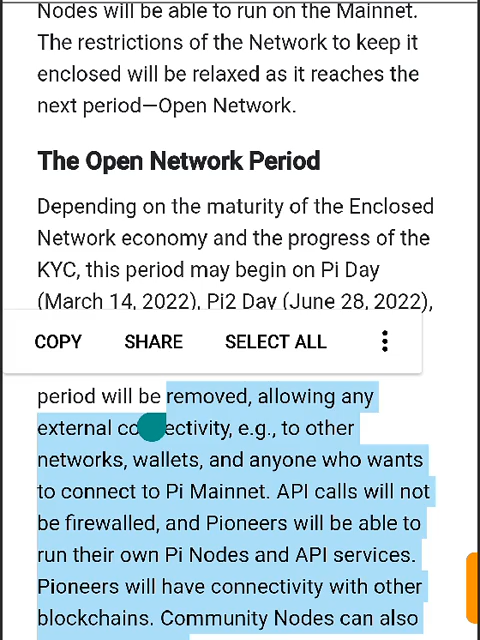 Nodes will be able to run on the Mainnet.
The restrictions of the Network to keep it
enclosed will be relaxed as it reaches the
next period—Open Network.
The Open Network Period
Depending on the maturity of the Enclosed
Network economy and the progress of the
KYC, this period may begin on Pi Day
(March 14, 2022), Pi2 Day (June 28, 2022),
COPY SHARE SELECT ALL
period will be removed, allowing any
external co ectivity, e.g., to other
networks, wallets, and anyone who wants
to connect to Pi Mainnet. API calls will not
be firewalled, and Pioneers will be able to
run their own Pi Nodes and API services.
Pioneers will have connectivity with other
blockchains. Community Nodes can also